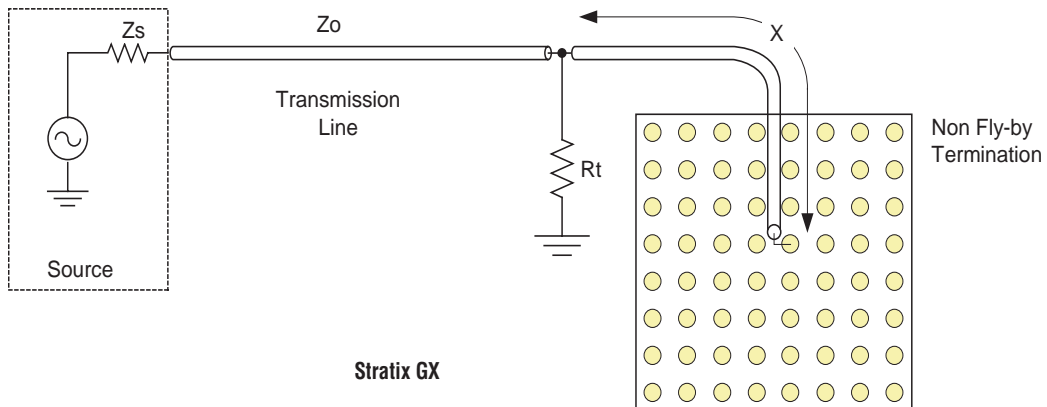 Zs
Zo
X
Transmission
Line
Non Fly-by
Termination
Rt
Source
Stratix GX